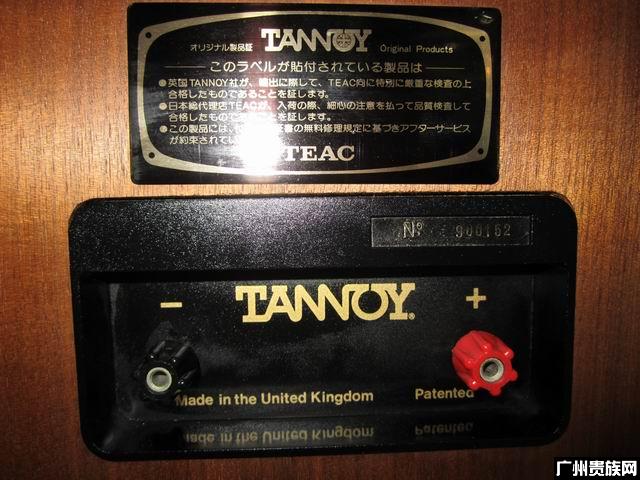 オリジナル製品証 TANNOY Original Products
このラベルが貼付されている製品は
●英国TANNOY社が、輸出に際して、TEAC向に特別に厳重な検査の上
合格したものであることを証します。
●日本総代理店TEACが、入荷の際、細心の注意を払って品質検査して
合格したものであることを証します。
●この製品には、証書の無料修理規定に基づきアフターサービス
が約束されてい
TEAC
Nº 900162
− TANNOY® +
Made in the United Kingdom Patented
广州贵族网